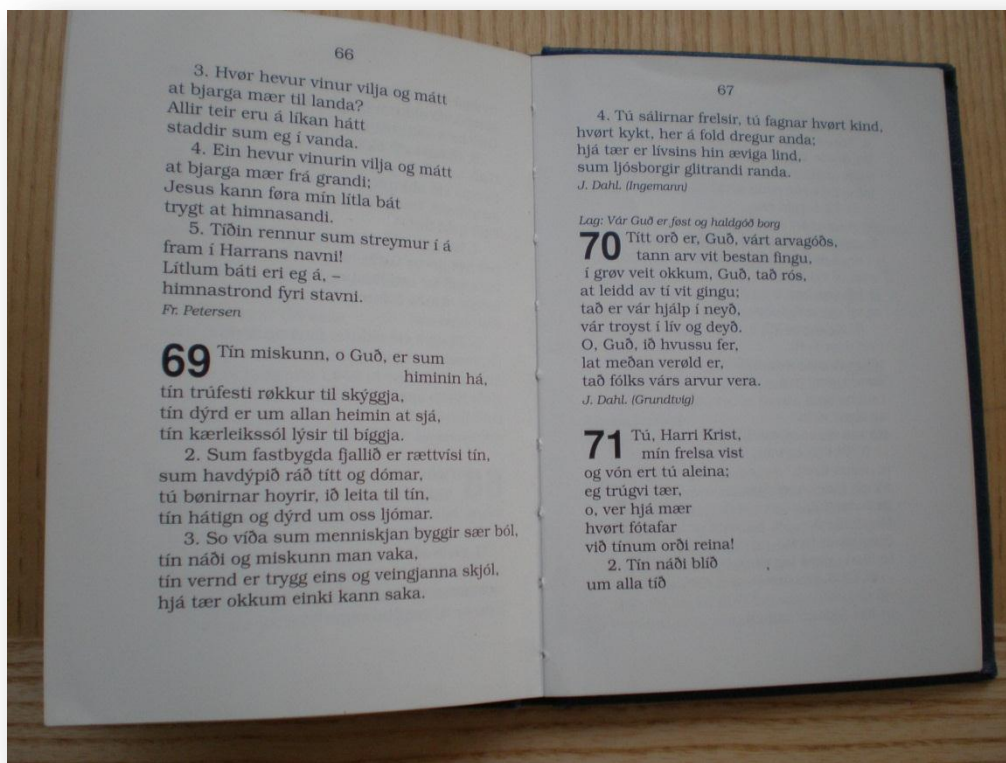 66
3. Hvør hevur vinur vilja og mátt
at bjarga mær til landa?
Allir teir eru á líkan hátt
staddir sum eg í vanda.
4. Ein hevur vinurin vilja og mátt
at bjarga mær frá grandi;
Jesus kann føra mín lítla bát
trygt at himnasandi.
5. Tíðin rennur sum streymur í á
fram í Harrans navni!
Lítlum báti eri eg á, –
himnastrond fyri stavni.
Fr. Petersen
69 Tín miskunn, o Guð, er sum
himinin há,
tín trúfesti røkkur til skýggja,
tín dýrd er um allan heimin at sjá,
tín kærleikssól lýsir til bíggja.
2. Sum fastbygda fjallið er rættvísi tín,
sum havdýpið ráð títt og dómar,
tú bønirnar hoyrir, ið leita til tín,
tín hátign og dýrd um oss ljómar.
3. So víða sum menniskjan byggir sær ból,
tín náði og miskunn man vaka,
tín vernd er trygg eins og veingjanna skjól,
hjá tær okkum einki kann saka.
67
4. Tú sálirnar frelsir, tú fagnar hvørt kind,
hvørt kykt, her á fold dregur anda;
hjá tær er lívsins hin æviga lind,
sum ljósborgir glitrandi randa.
J. Dahl. (Ingemann)
Lag: Vár Guð er føst og haldgóð borg
70 Títt orð er, Guð, várt arvagóðs,
tann arv vit bestan fingu,
í grøv veit okkum, Guð, tað rós,
at leidd av tí vit gingu;
tað er vár hjálp í neyð,
vár troyst í lív og deyð.
O, Guð, ið hvussu fer,
lat meðan verøld er,
tað fólks várs arvur vera.
J. Dahl. (Grundtvig)
71 Tú, Harri Krist,
mín frelsa vist
og vón ert tú aleina;
eg trúgvi tær,
o, ver hjá mær
hvørt fótafar
við tínum orði reina!
2. Tín náði blíð
um alla tíð